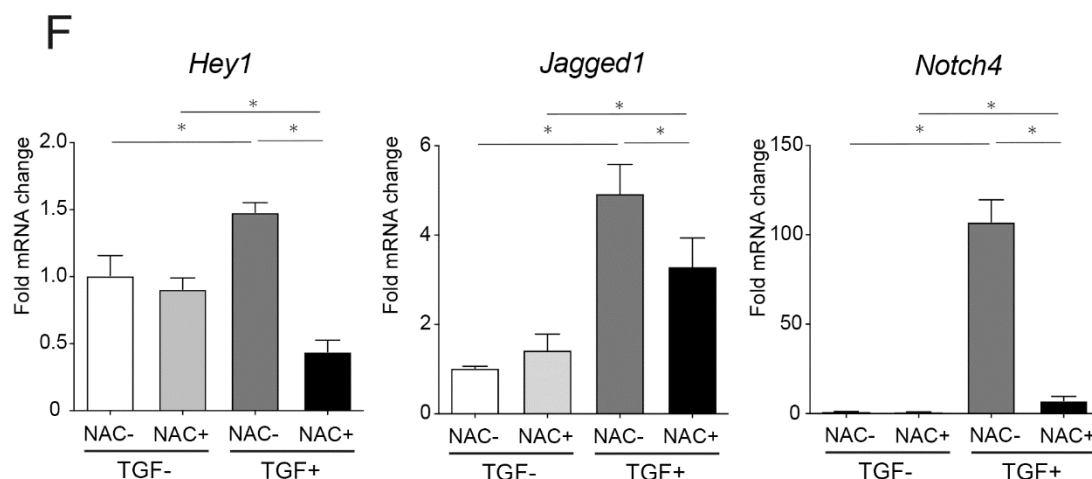 F
Hey1
Fold mRNA change
2.0
1.5
1.0
0.5
0
*
*
*
NAC- NAC+ NAC- NAC+
TGF- TGF+
Jagged1
Fold mRNA change
6
4
2
0
*
*
*
NAC- NAC+ NAC- NAC+
TGF- TGF+
Notch4
Fold mRNA change
150
100
50
0
*
*
*
NAC- NAC+ NAC- NAC+
TGF- TGF+